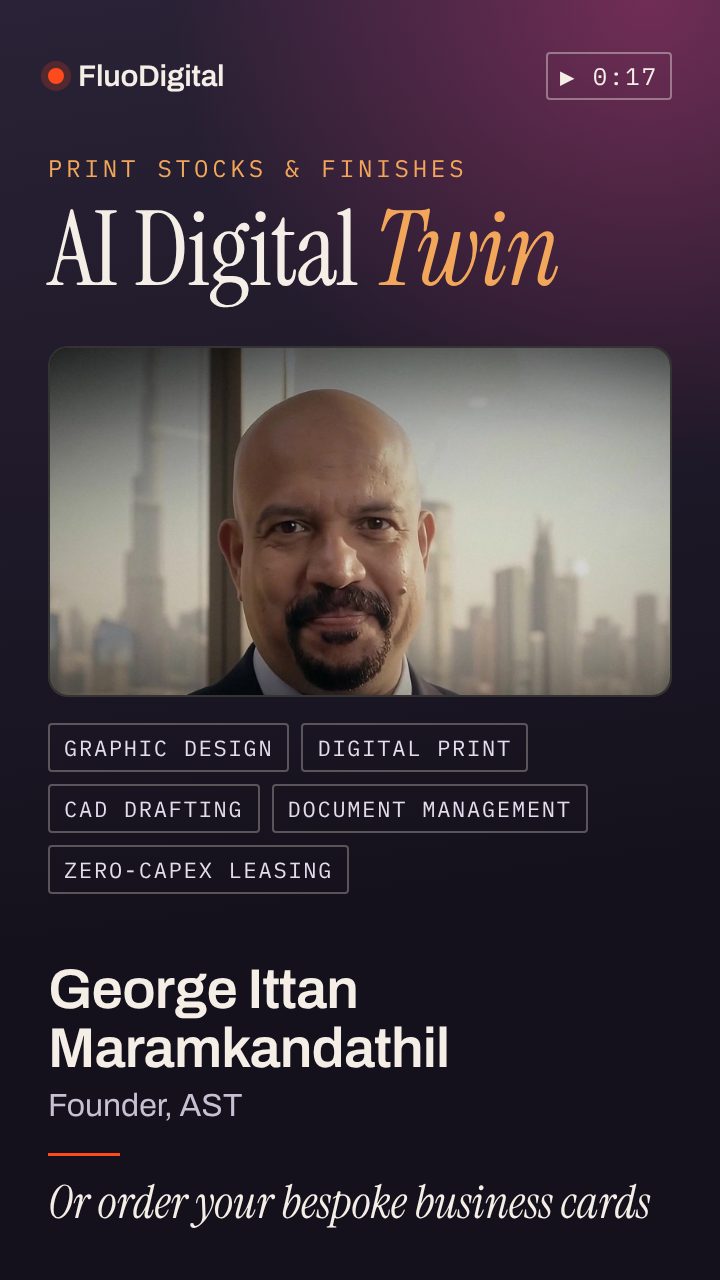 FluoDigital
▶ 0:17
PRINT STOCKS & FINISHES
AI Digital Twin
GRAPHIC DESIGN
DIGITAL PRINT
CAD DRAFTING
DOCUMENT MANAGEMENT
ZERO-CAPEX LEASING
George Ittan
Maramkandathil
Founder, AST
Or order your bespoke business cards